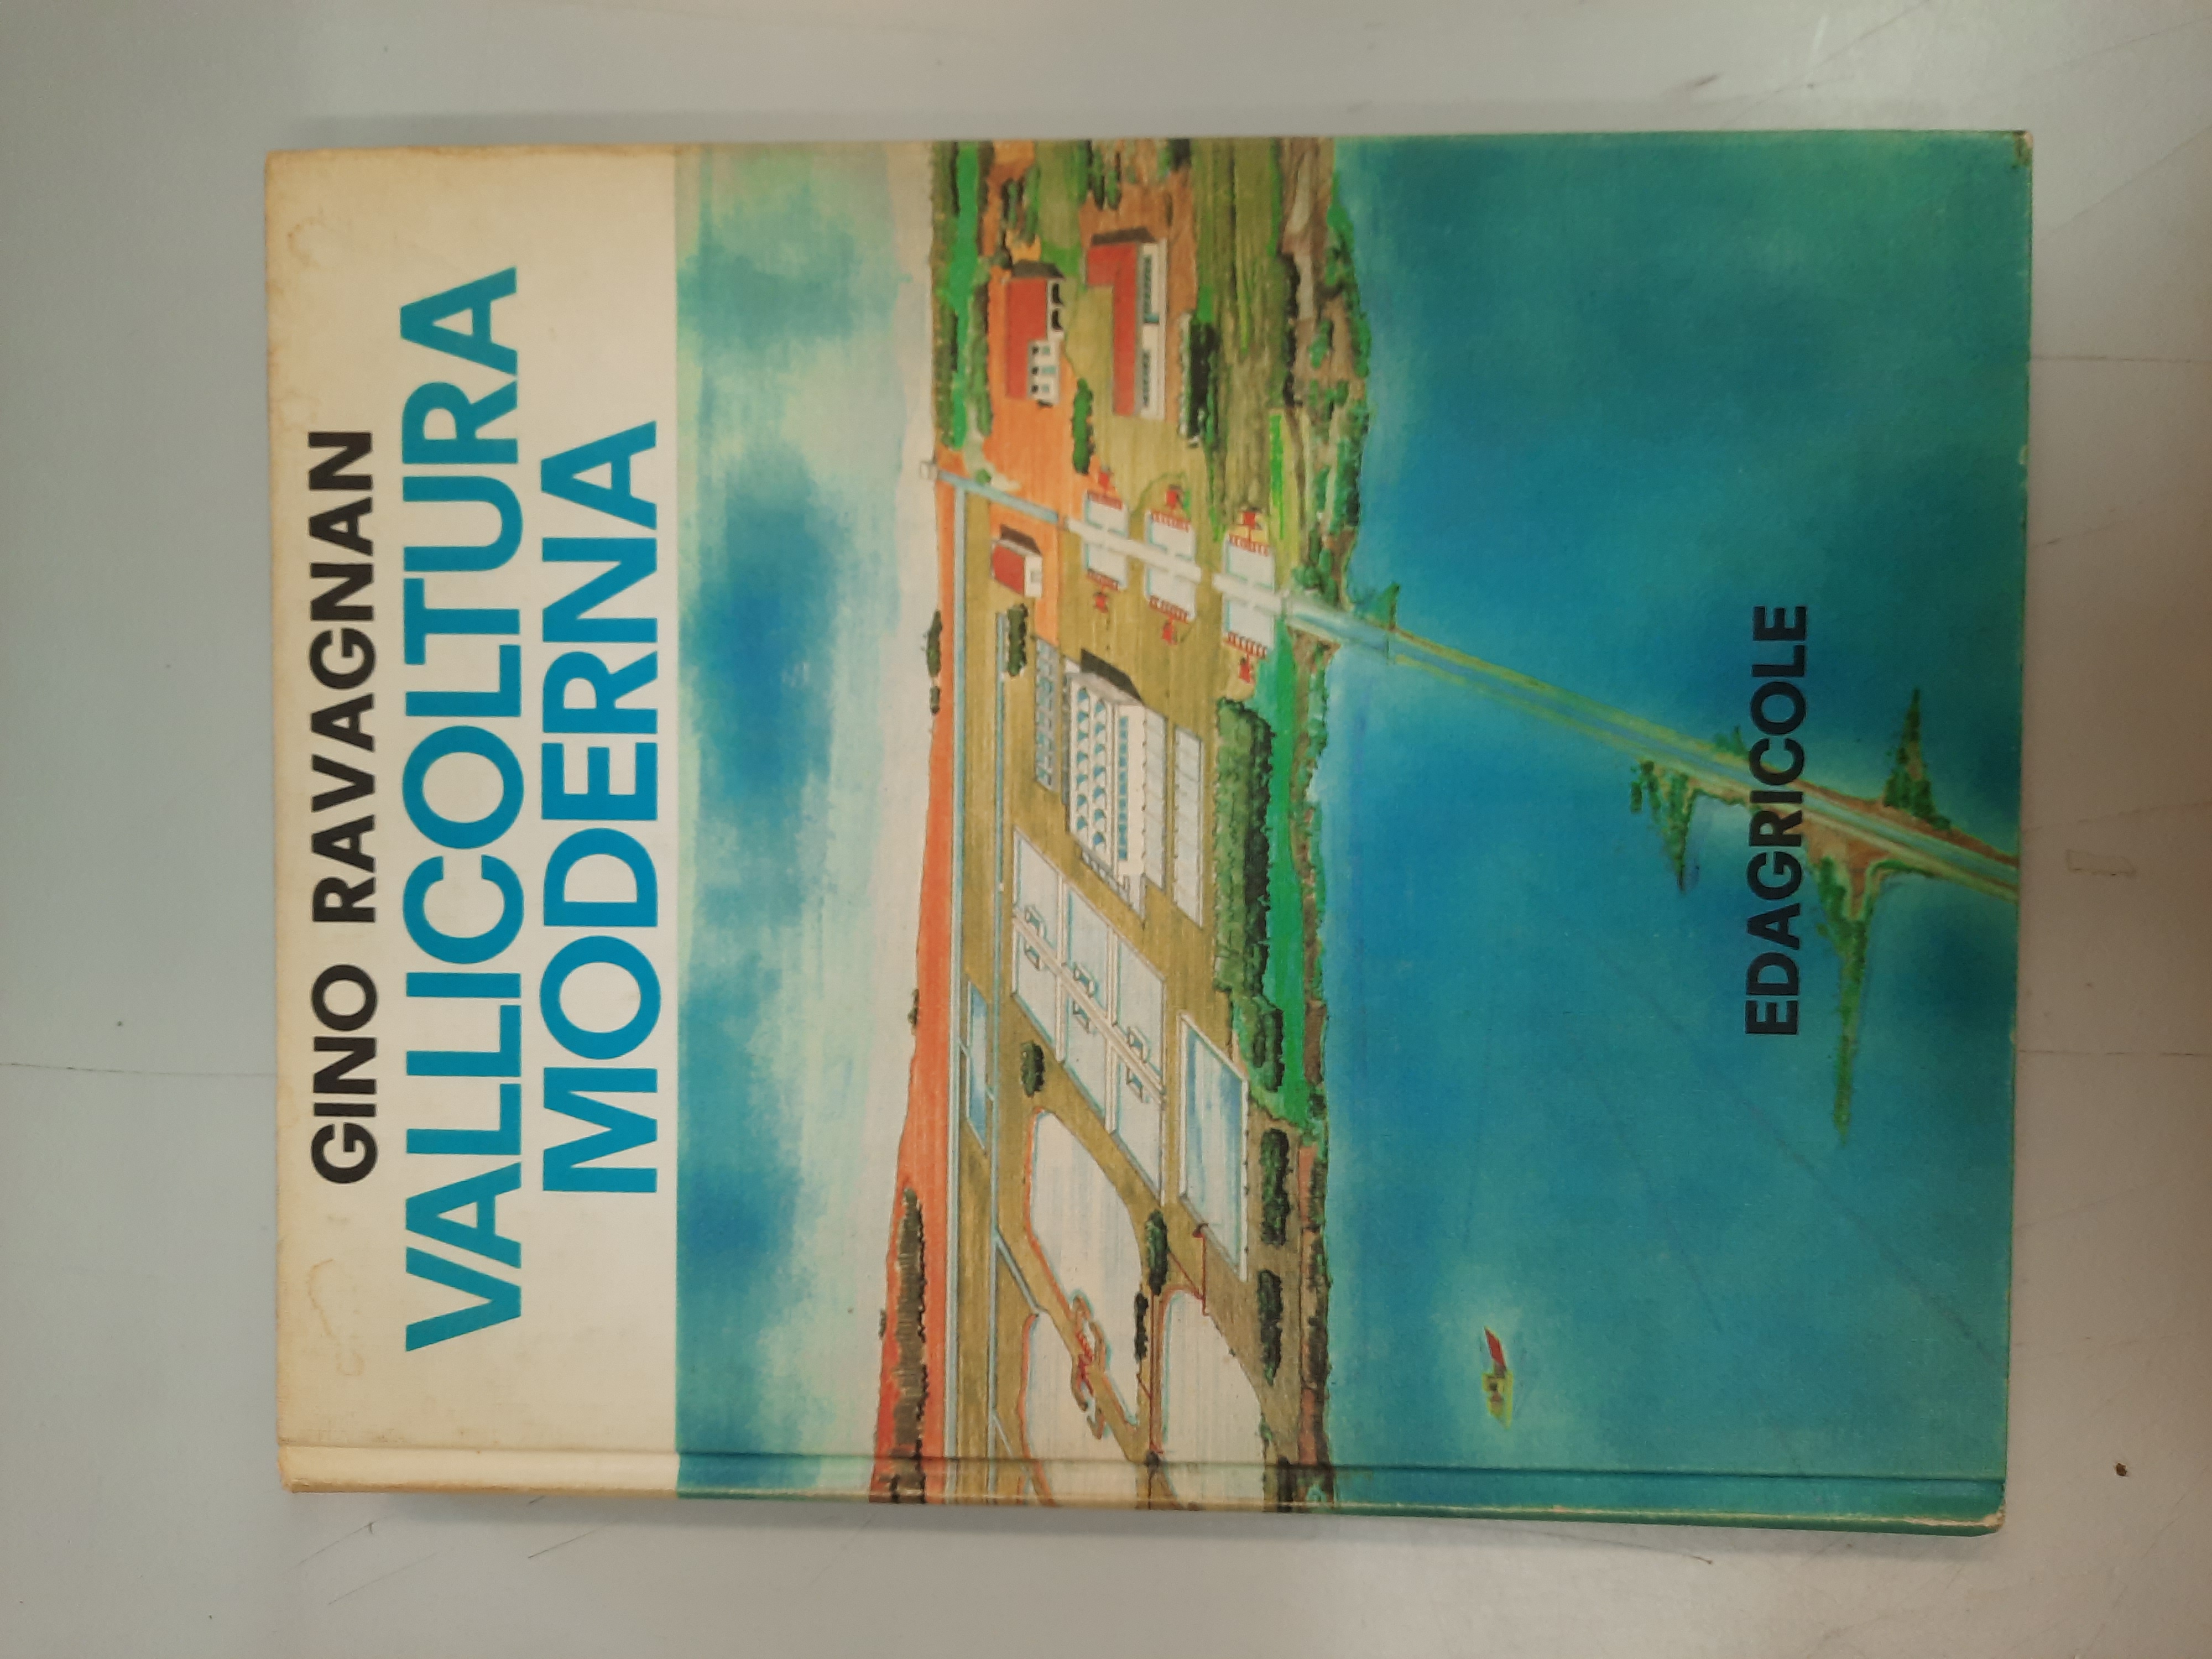 GINO RAVAGNAN
VALLICOLTURA
MODERNA
EDAGRICOLE